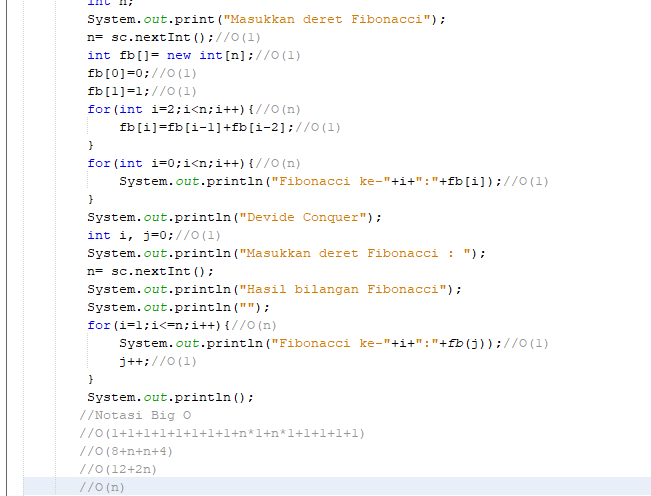 int n;
System.out.print("Masukkan deret Fibonacci");
n= sc.nextInt();//O(1)
int fb[]= new int[n];//O(1)
fb[0]=0;//O(1)
fb[1]=1;//O(1)
for(int i=2;i<n;i++){//O(n)
fb[i]=fb[i-1]+fb[i-2];//O(1)
}
for(int i=0;i<n;i++){//O(n)
System.out.println("Fibonacci ke-"+i+":"+fb[i]);//O(1)
}
System.out.println("Devide Conquer");
int i, j=0;//O(1)
System.out.println("Masukkan deret Fibonacci : ");
n= sc.nextInt();
System.out.println("Hasil bilangan Fibonacci");
System.out.println("");
for(i=1;i<=n;i++){//O(n)
System.out.println("Fibonacci ke-"+i+":"+fb(j));//O(1)
j++;//O(1)
}
System.out.println();
//Notasi Big O
//O(1+1+1+1+1+1+1+1+n*1+n*1+1+1+1+1)
//O(8+n+n+4)
//O(12+2n)
//O(n)